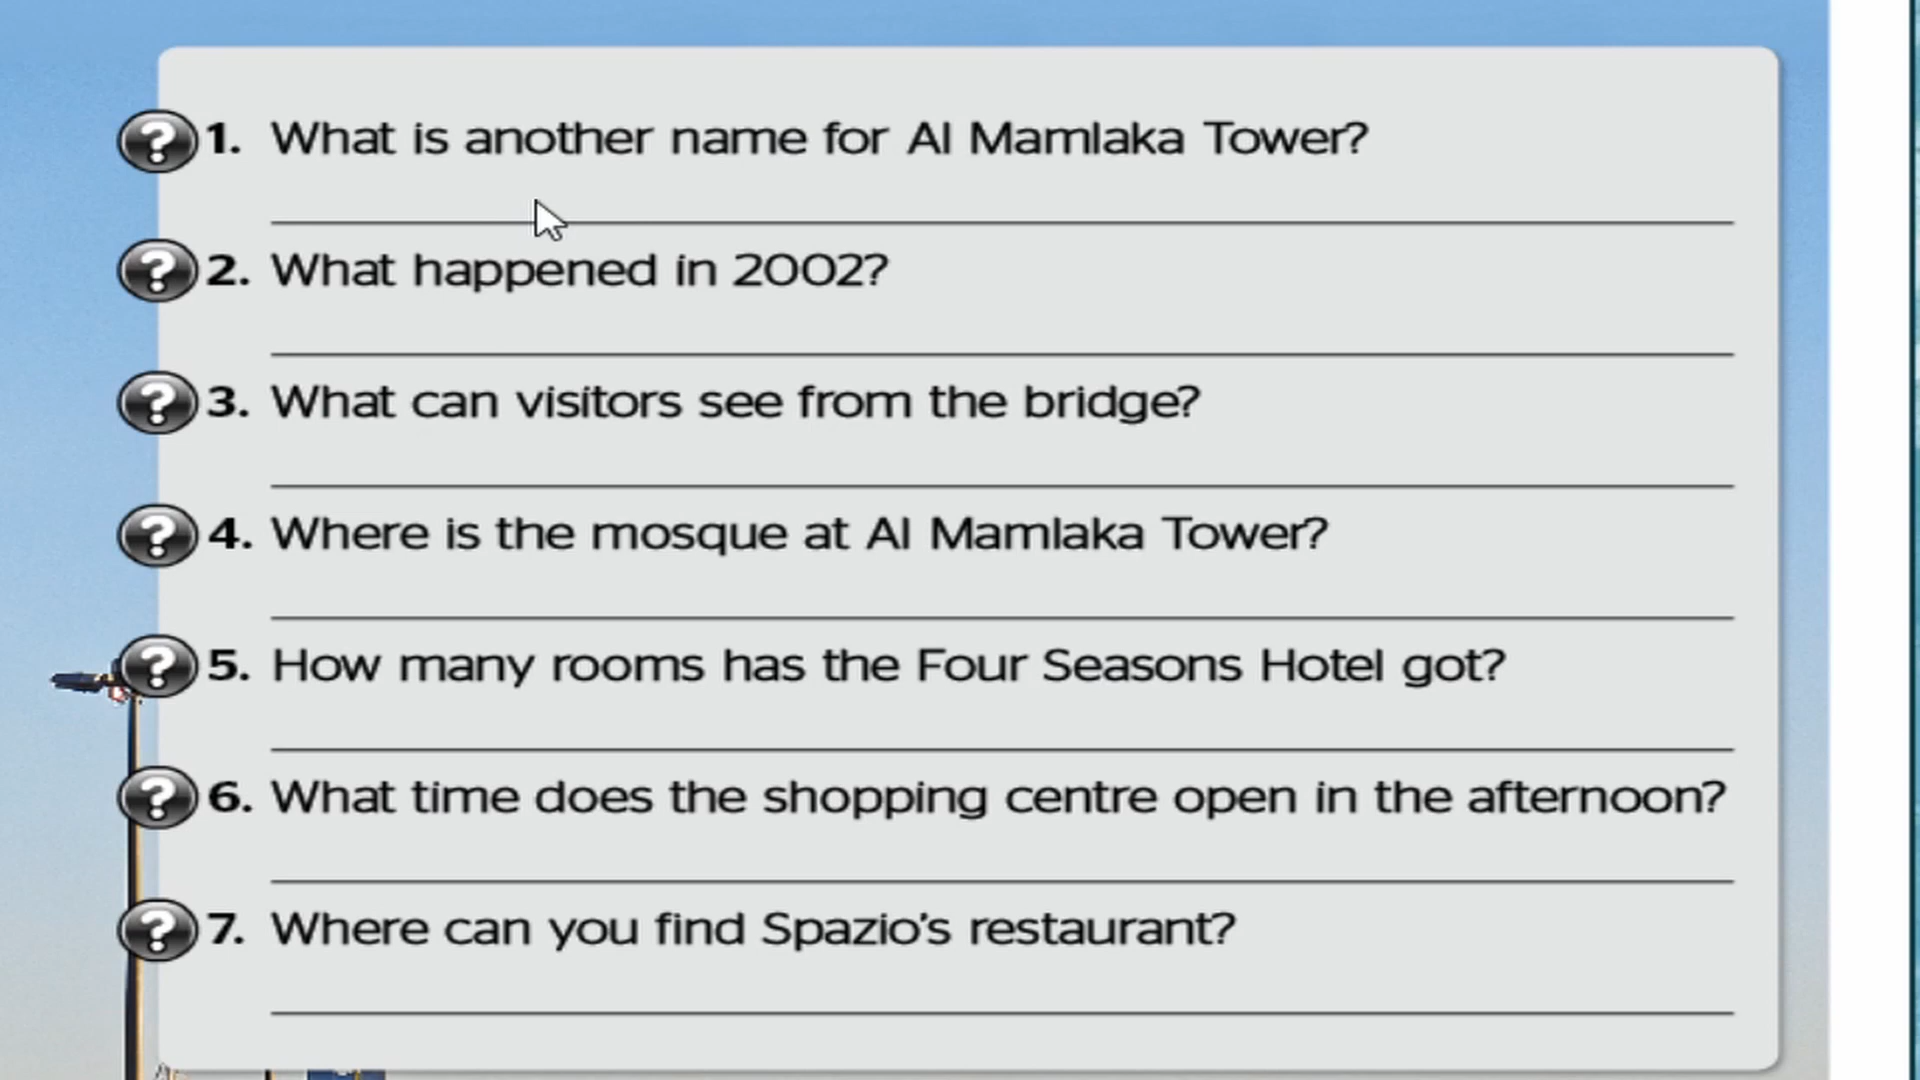 1. What is another name for Al Mamlaka Tower?
2. What happened in 2002?
3. What can visitors see from the bridge?
4. Where is the mosque at Al Mamlaka Tower?
5. How many rooms has the Four Seasons Hotel got?
6. What time does the shopping centre open in the afternoon?
7. Where can you find Spazio's restaurant?